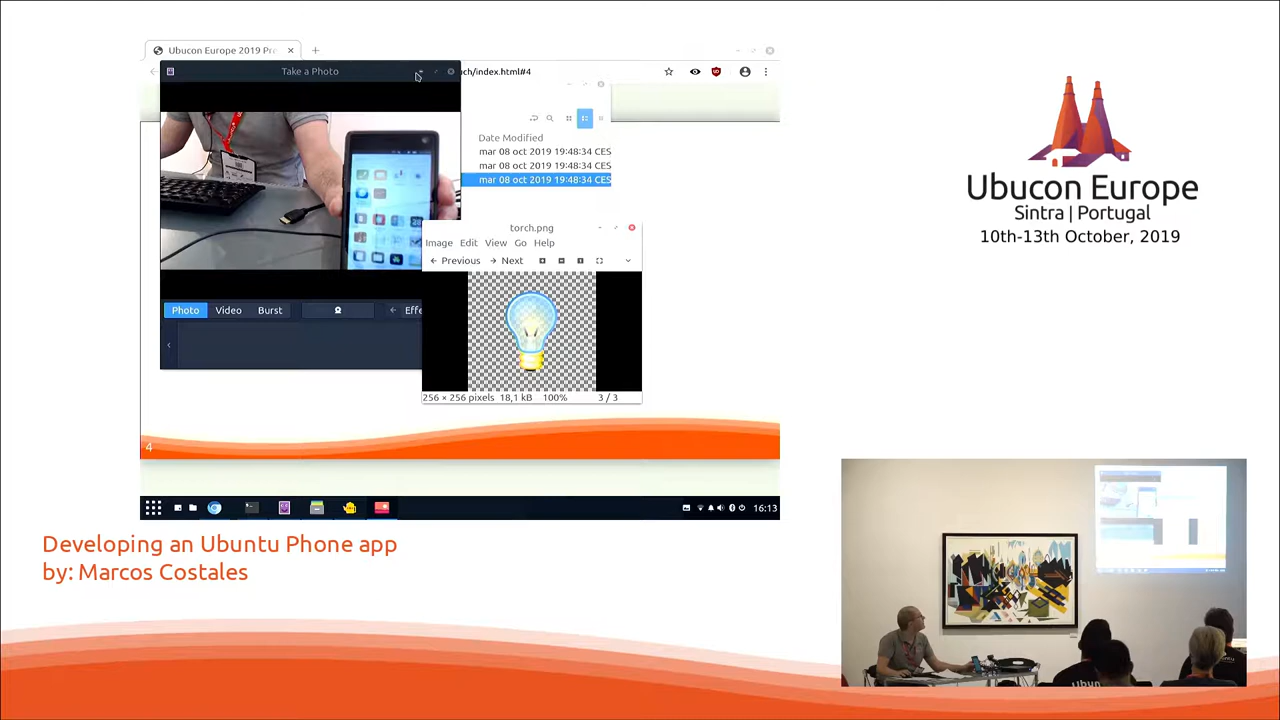 Ubucon Europe 2019 Pr
ch/index.html#4
Take a Photo
Date Modified
mar 08 oct 2019 19:48:34 CES
mar 08 oct 2019 19:48:34 CES
mar 08 oct 2019 19:48:34 CES
torch.png
Image Edit View Go Help
Previous Next
Photo Video Burst Effe
256 × 256 pixels 18,1 kB 100% 3 / 3
4
16:13
Ubucon Europe
Sintra | Portugal
10th-13th October, 2019
Developing an Ubuntu Phone app
by: Marcos Costales